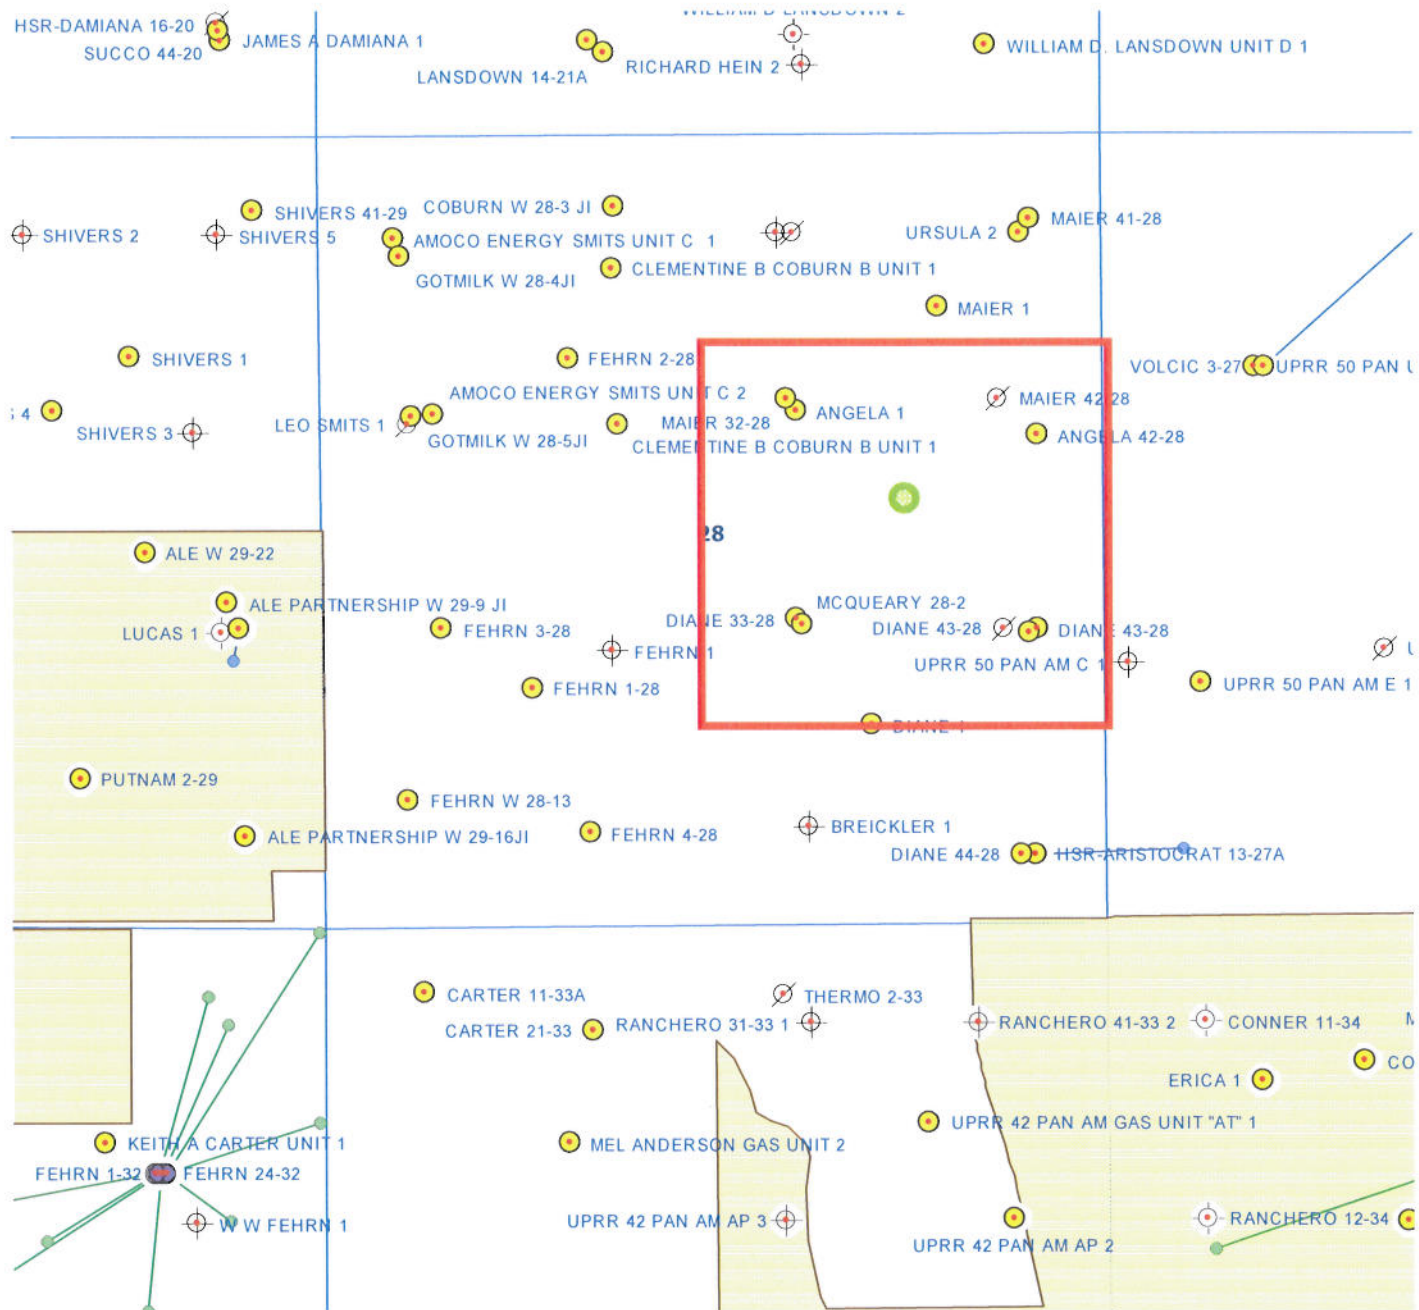 WILLIAM D LANSDOWN 2
HSR-DAMIANA 16-20
JAMES A DAMIANA 1
SUCCO 44-20
WILLIAM D. LANSDOWN UNIT D 1
RICHARD HEIN 2
LANSDOWN 14-21A
COBURN W 28-3 JI
SHIVERS 41-29
MAIER 41-28
SHIVERS 2
SHIVERS 5
AMOCO ENERGY SMITS UNIT C 1
URSULA 2
CLEMENTINE B COBURN B UNIT 1
GOTMILK W 28-4JI
MAIER 1
SHIVERS 1
FEHRN 2-28
VOLCIC 3-27
UPRR 50 PAN
AMOCO ENERGY SMITS UNIT C 2
MAIER 42-28
4
ANGELA 1
LEO SMITS 1
MAIER 32-28
SHIVERS 3
GOTMILK W 28-5JI
CLEMENTINE B COBURN B UNIT 1
ANGELA 42-28
28
ALE W 29-22
ALE PARTNERSHIP W 29-9 JI
MCQUEARY 28-2
LUCAS 1
FEHRN 3-28
DIANE 33-28
DIANE 43-28
DIANE 43-28
FEHRN 1
UPRR 50 PAN AM C 1
FEHRN 1-28
UPRR 50 PAN AM E 1
DIANE 1
PUTNAM 2-29
FEHRN W 28-13
ALE PARTNERSHIP W 29-16JI
FEHRN 4-28
BREICKLER 1
DIANE 44-28
HSR-ARISTOCRAT 13-27A
CARTER 11-33A
THERMO 2-33
CARTER 21-33
RANCHERO 31-33 1
RANCHERO 41-33 2
CONNER 11-34
ERICA 1
CO
KEITH A CARTER UNIT 1
MEL ANDERSON GAS UNIT 2
UPRR 42 PAN AM GAS UNIT "AT" 1
FEHRN 1-32
FEHRN 24-32
W W FEHRN 1
UPRR 42 PAN AM AP 3
RANCHERO 12-34
UPRR 42 PAN AM AP 2